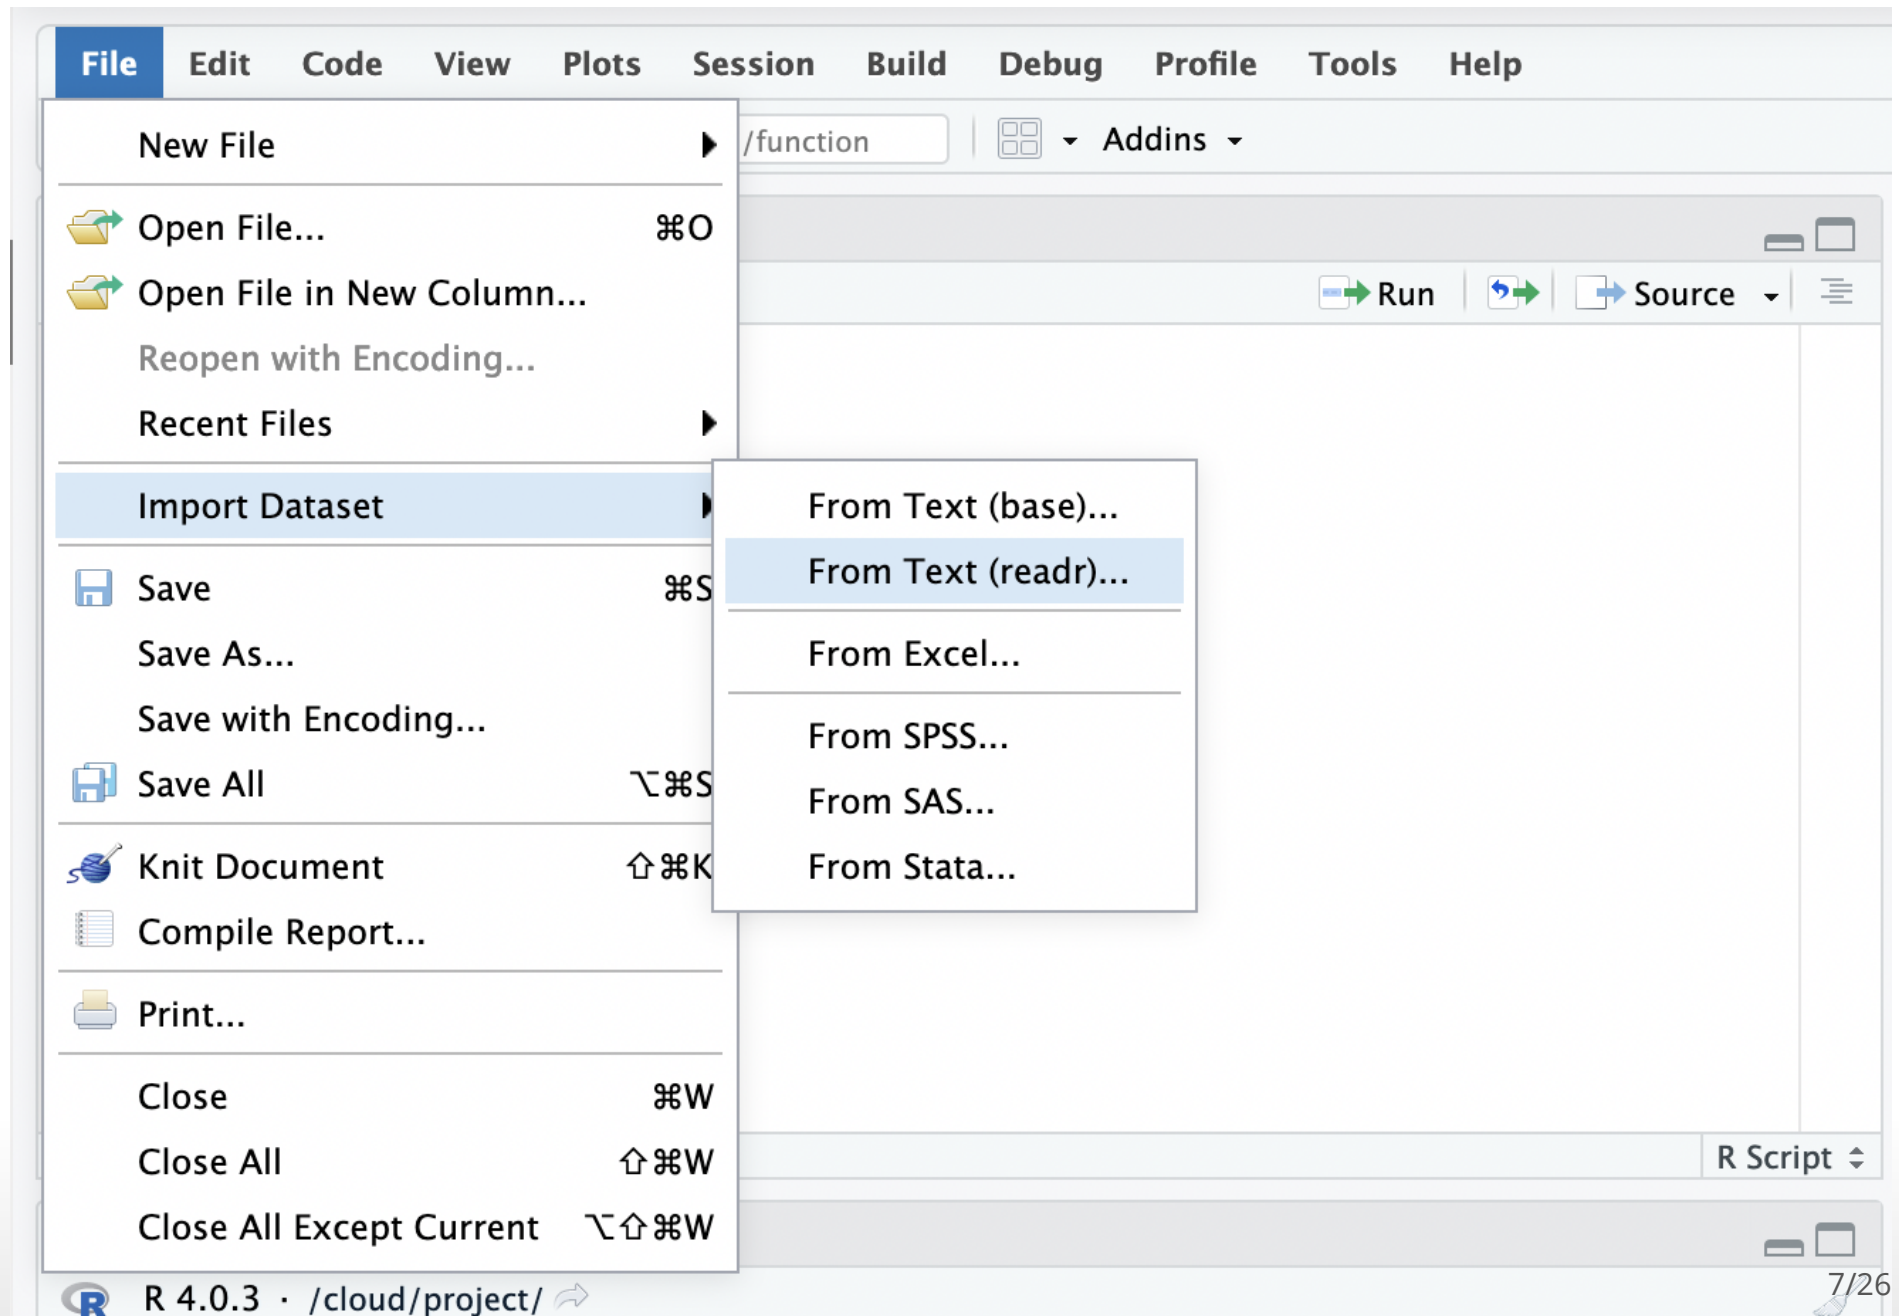 File Edit Code View Plots Session Build Debug Profile Tools Help
/function Addins
New File
Open File... ⌘O
Open File in New Column...
Run Source
Reopen with Encoding...
Recent Files
Import Dataset
From Text (base)...
From Text (readr)...
From Excel...
From SPSS...
From SAS...
From Stata...
Save ⌘S
Save As...
Save with Encoding...
Save All ⌥⌘S
Knit Document ⇧⌘K
Compile Report...
Print...
Close ⌘W
Close All ⇧⌘W
R Script
Close All Except Current ⌥⇧⌘W
R 4.0.3 · /cloud/project/
7/26